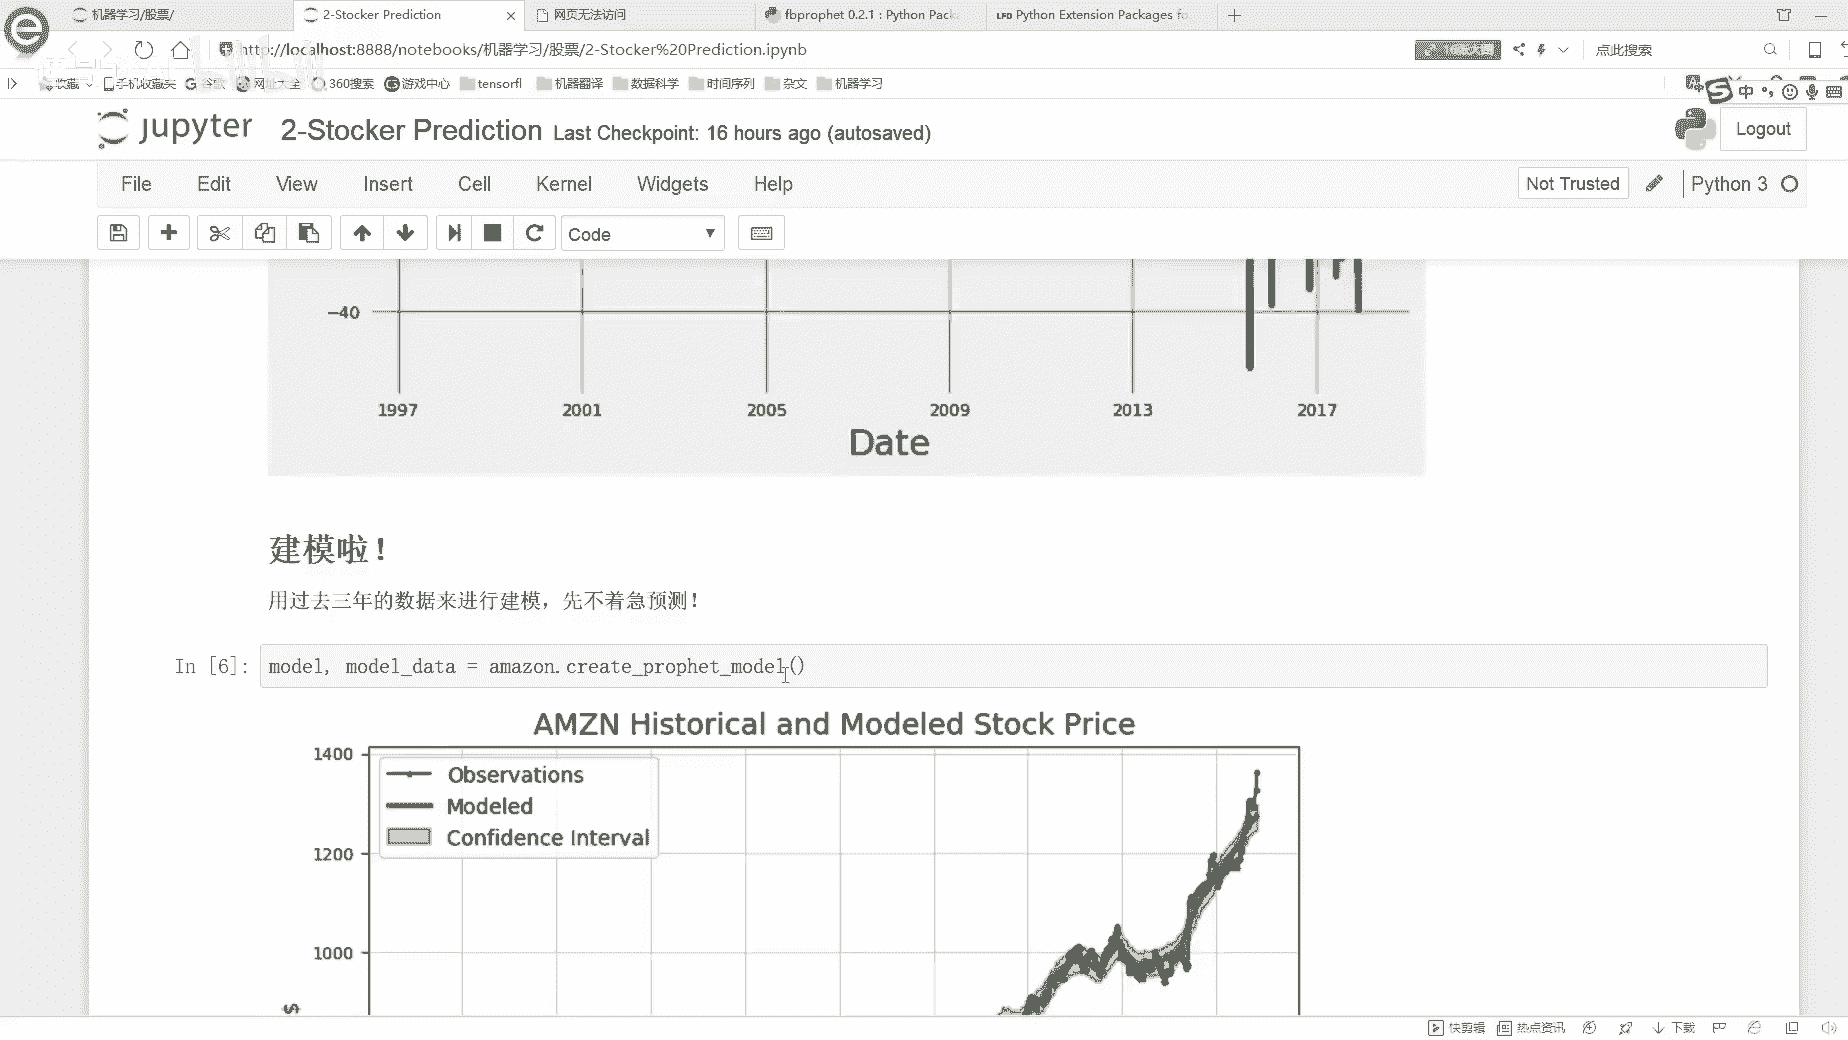 机器学习/股票/
2-Stocker Prediction
网页无法访问
fbprophet 0.2.1 : Python Pack
LFD Python Extension Packages fo
http://localhost:8888/notebooks/机器学习/股票/2-Stocker%20Prediction.ipynb
点此搜索
收藏
手机收藏夹
谷歌
网址大全
360搜索
游戏中心
tensorfl
机器翻译
数据科学
时间序列
杂文
机器学习
中
jupyter
2-Stocker Prediction
Last Checkpoint: 16 hours ago (autosaved)
Logout
File
Edit
View
Insert
Cell
Kernel
Widgets
Help
Not Trusted
Python 3
Code
−40
1997
2001
2005
2009
2013
2017
Date
建模啦！
用过去三年的数据来进行建模，先不着急预测！
In [6]:
model, model_data = amazon.create_prophet_model()
AMZN Historical and Modeled Stock Price
1400
Observations
Modeled
Confidence Interval
1200
1000
$
快剪辑
热点资讯
下载